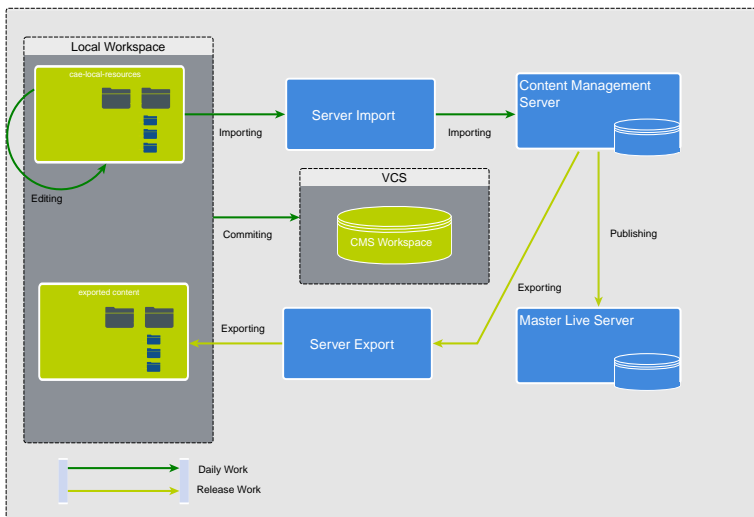 Local Workspace
cae-local-resources
Editing
Importing
Server Import
Importing
Content Management
Server
VCS
CMS Workspace
Commiting
Publishing
Exporting
exported content
Exporting
Server Export
Master Live Server
Daily Work
Release Work